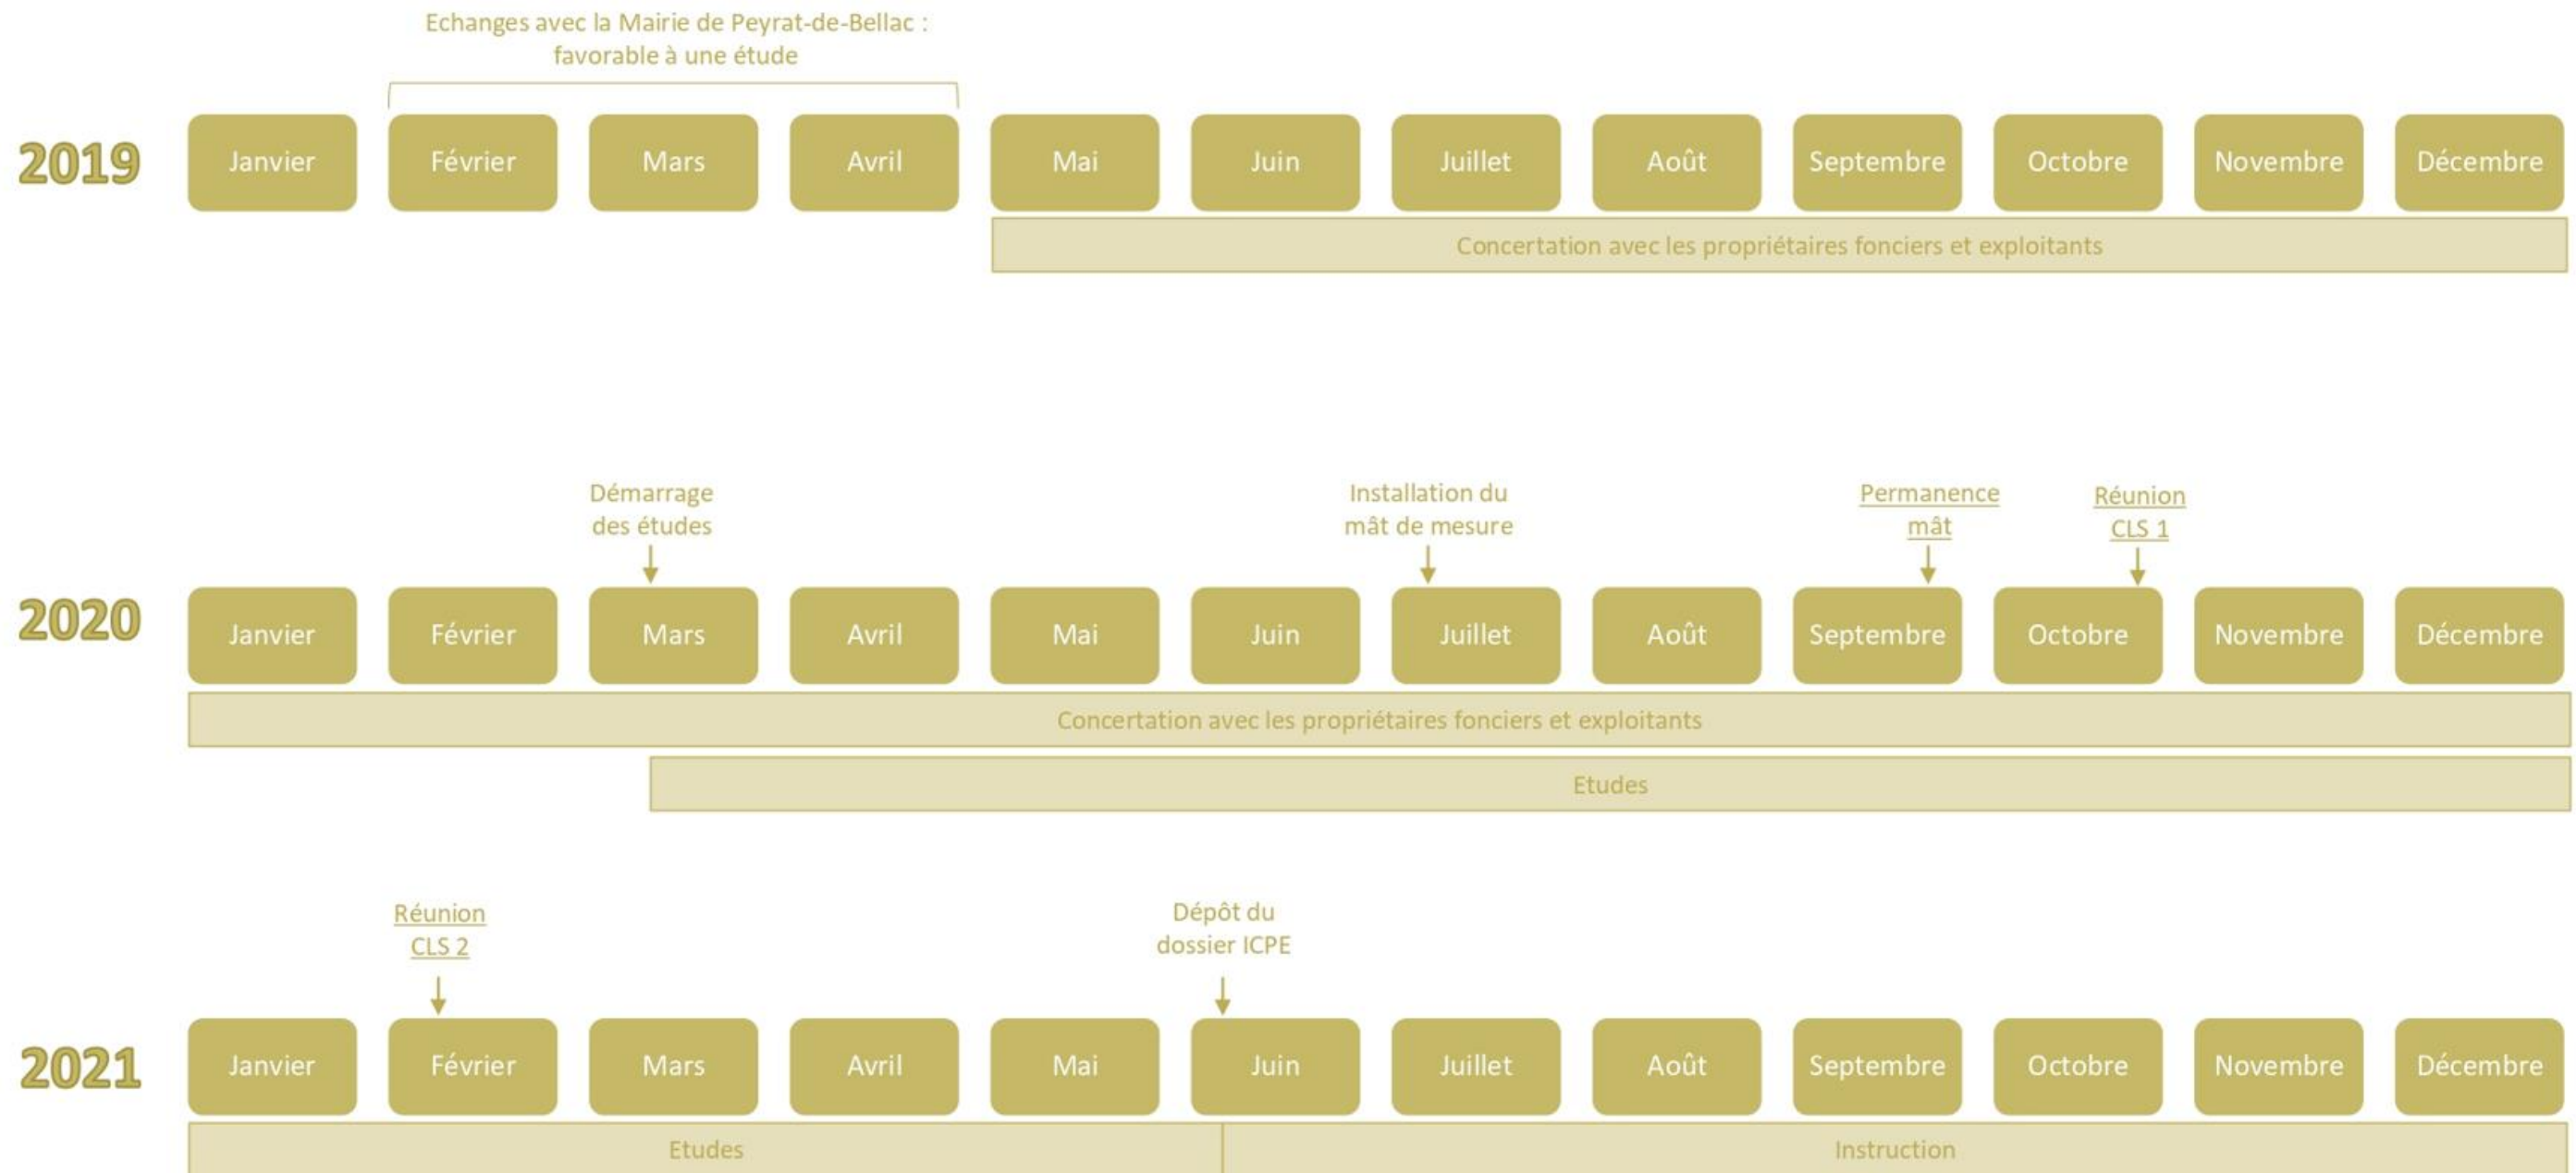 Echanges avec la Mairie de Peyrat-de-Bellac :
favorable à une étude
2019
Janvier
Février
Mars
Avril
Mai
Juin
Juillet
Août
Septembre
Octobre
Novembre
Décembre
Concertation avec les propriétaires fonciers et exploitants
Démarrage
des études
Installation du
mât de mesure
Permanence
mât
Réunion
CLS 1
2020
Janvier
Février
Mars
Avril
Mai
Juin
Juillet
Août
Septembre
Octobre
Novembre
Décembre
Concertation avec les propriétaires fonciers et exploitants
Etudes
Réunion
CLS 2
Dépôt du
dossier ICPE
2021
Janvier
Février
Mars
Avril
Mai
Juin
Juillet
Août
Septembre
Octobre
Novembre
Décembre
Etudes
Instruction